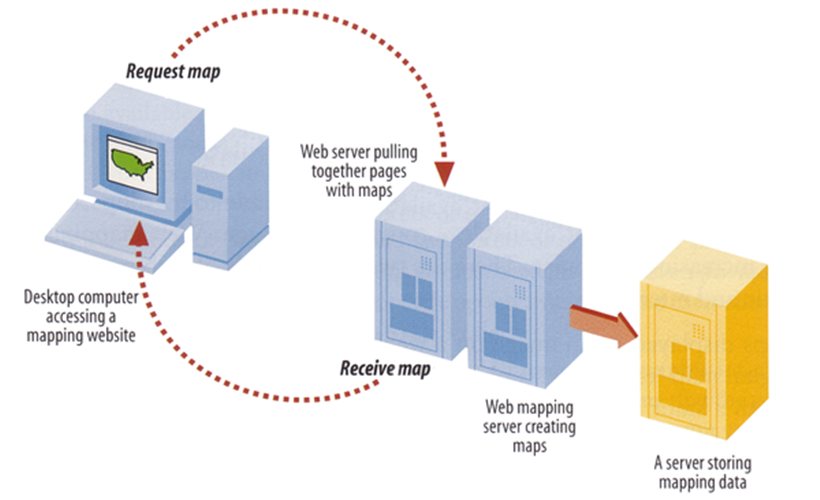 Request map
Web server pulling
together pages
with maps
Desktop computer
accessing a
mapping website
Receive map
Web mapping
server creating
maps
A server storing
mapping data